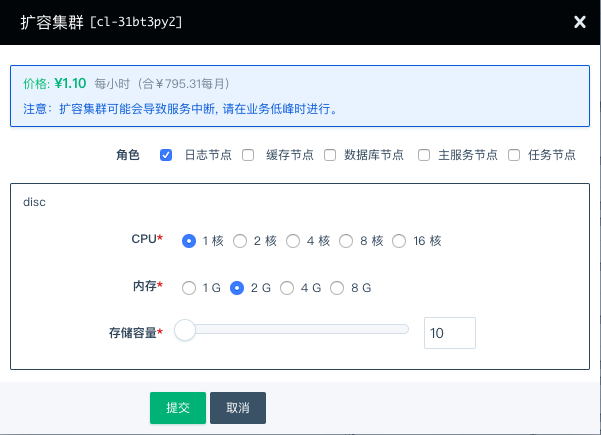 扩容集群 [cl-31bt3py2]
价格: ¥1.10 每小时 (合¥795.31每月)
注意: 扩容集群可能会导致服务中断, 请在业务低峰时进行。
角色 日志节点 缓存节点 数据库节点 主服务节点 任务节点
disc
CPU* 1 核 2 核 4 核 8 核 16 核
内存* 1 G 2 G 4 G 8 G
存储容量* 10
提交 取消